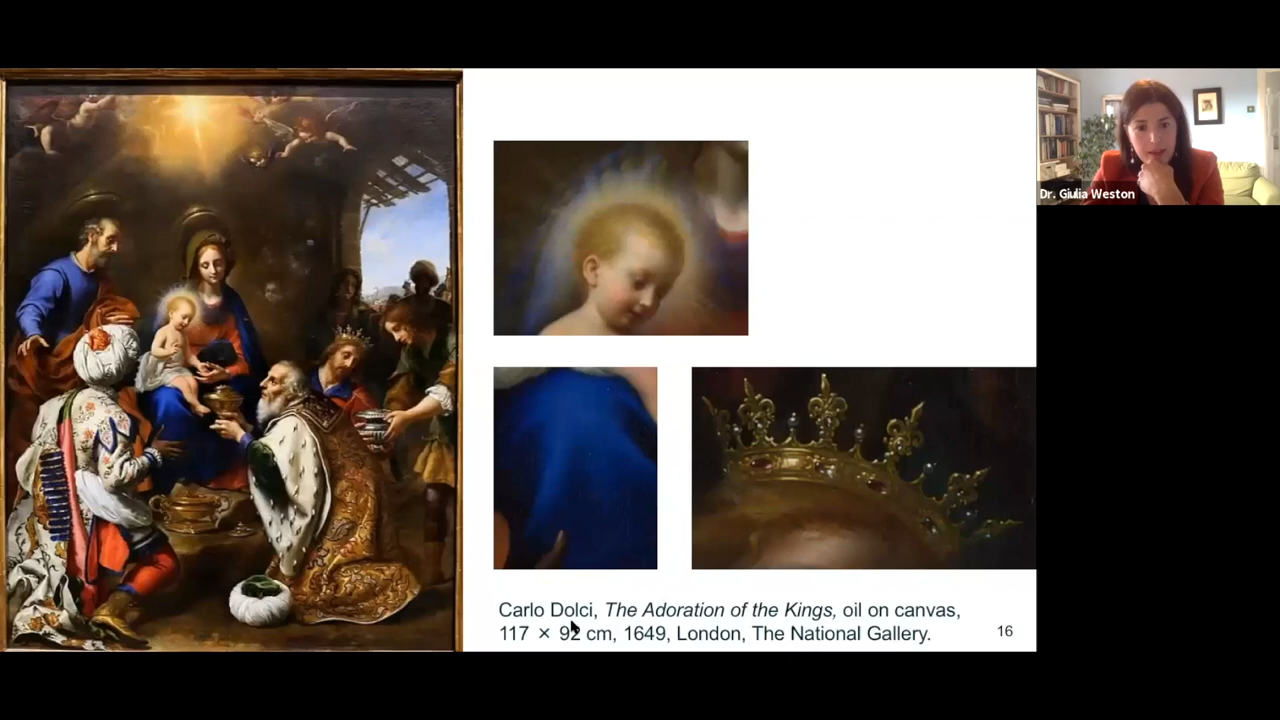 Dr. Giulia Weston
Carlo Dolci, The Adoration of the Kings, oil on canvas,
117 × 92 cm, 1649, London, The National Gallery.
16